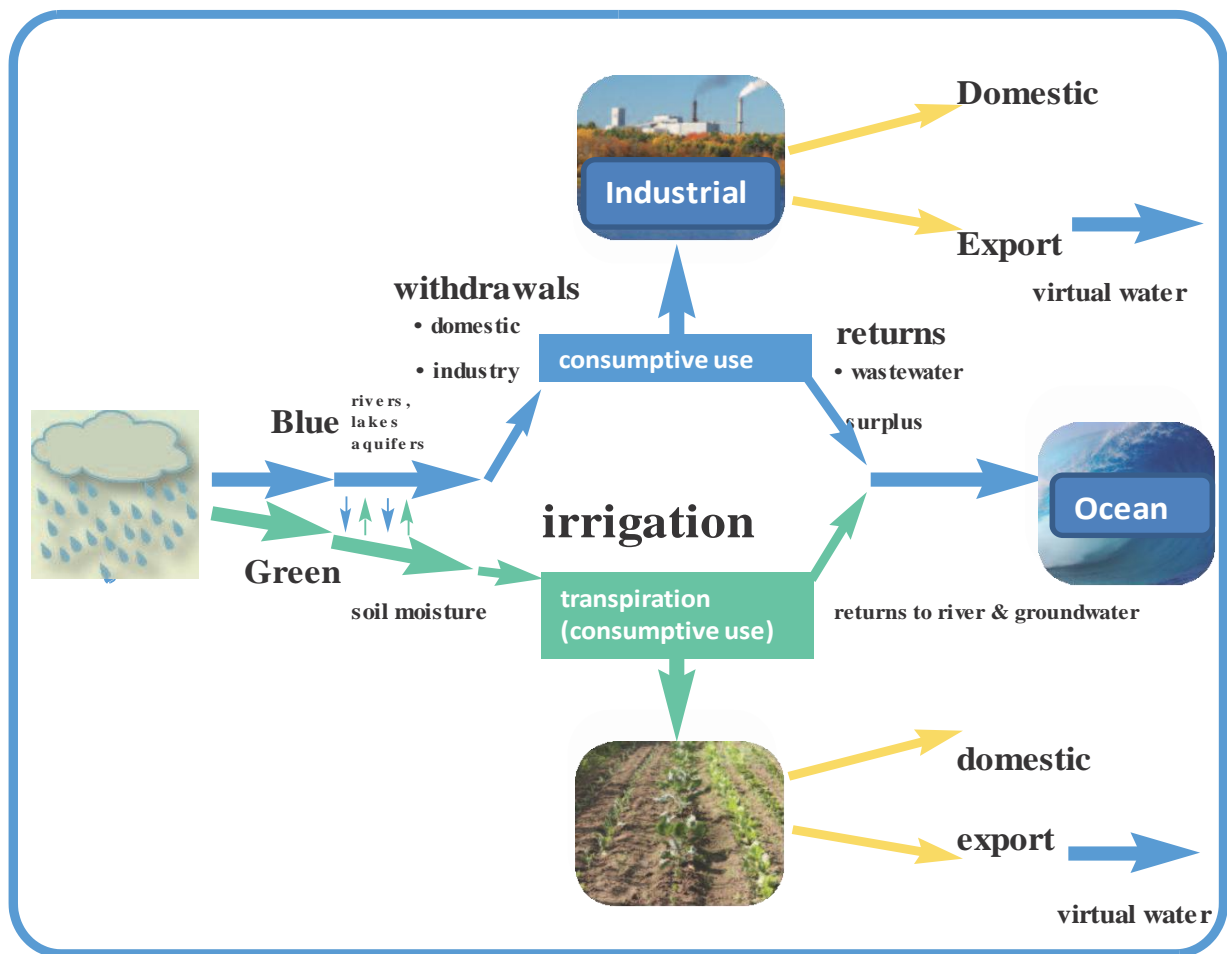 Domestic
Industrial
Export
virtual water
withdrawals
• domestic
• industry
consumptive use
returns
• wastewater
surplus
Blue
rivers,
lakes
aquifers
irrigation
Ocean
Green
soil moisture
transpiration
(consumptive use)
returns to river & groundwater
domestic
export
virtual water